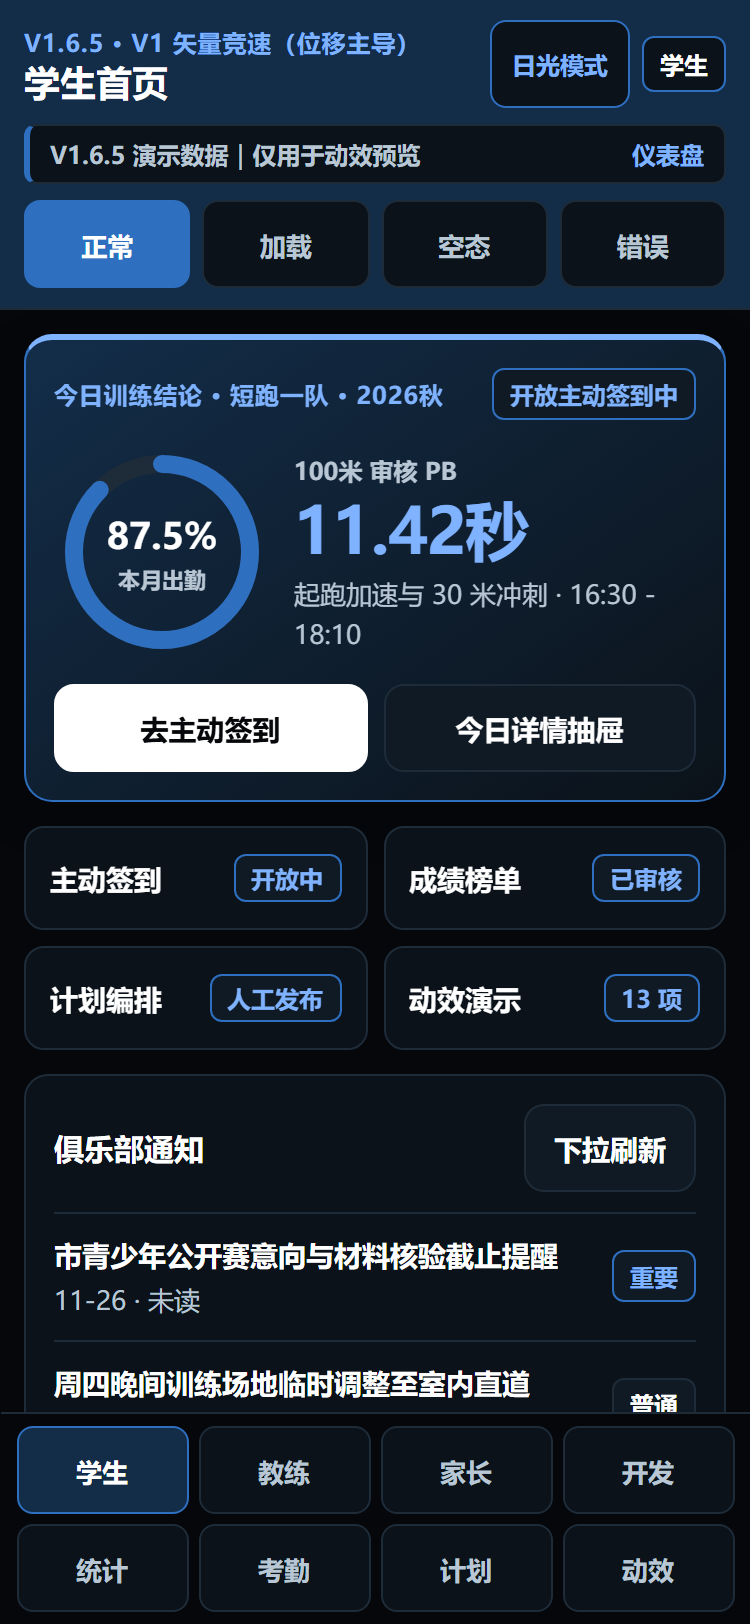 V1.6.5 • V1 矢量竞速（位移主导）
学生首页
日光模式
学生
V1.6.5 演示数据｜仅用于动效预览
仪表盘
正常
加载
空态
错误
今日训练结论 • 短跑一队 • 2026秋
开放主动签到中
87.5%
本月出勤
100米 审核 PB
11.42秒
起跑加速与 30 米冲刺 · 16:30 -
18:10
去主动签到
今日详情抽屉
主动签到
开放中
成绩榜单
已审核
计划编排
人工发布
动效演示
13 项
俱乐部通知
下拉刷新
市青少年公开赛意向与材料核验截止提醒
11-26 · 未读
重要
周四晚间训练场地临时调整至室内直道
普通
学生
教练
家长
开发
统计
考勤
计划
动效